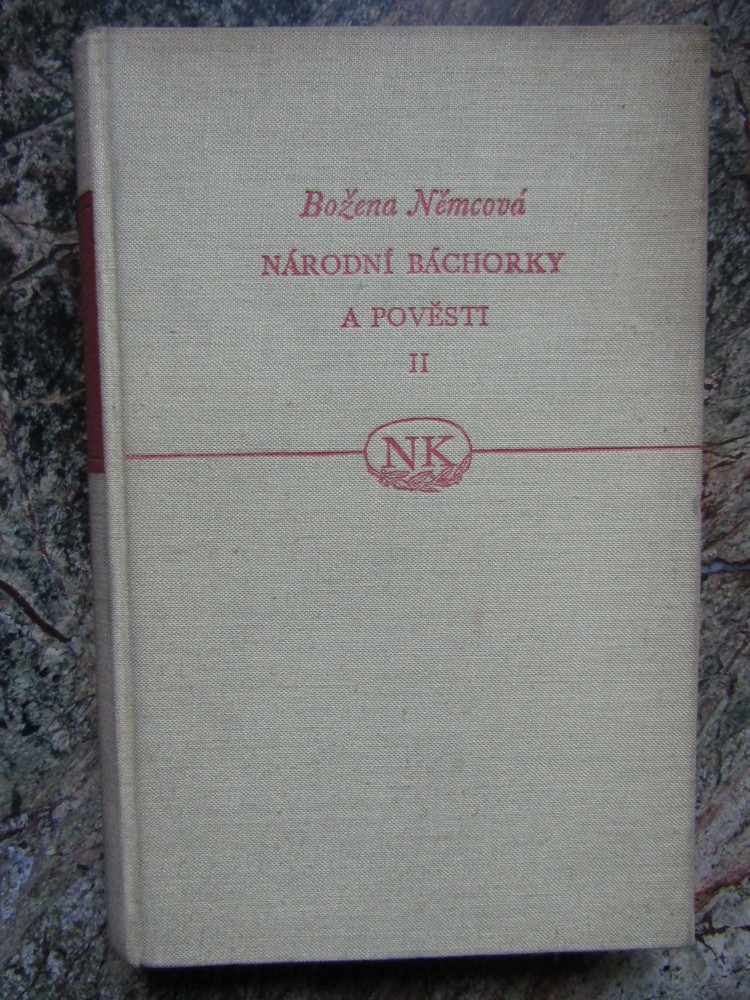 Božena Němcová
NÁRODNÍ BÁCHORKY
A POVĚSTI
II
NK